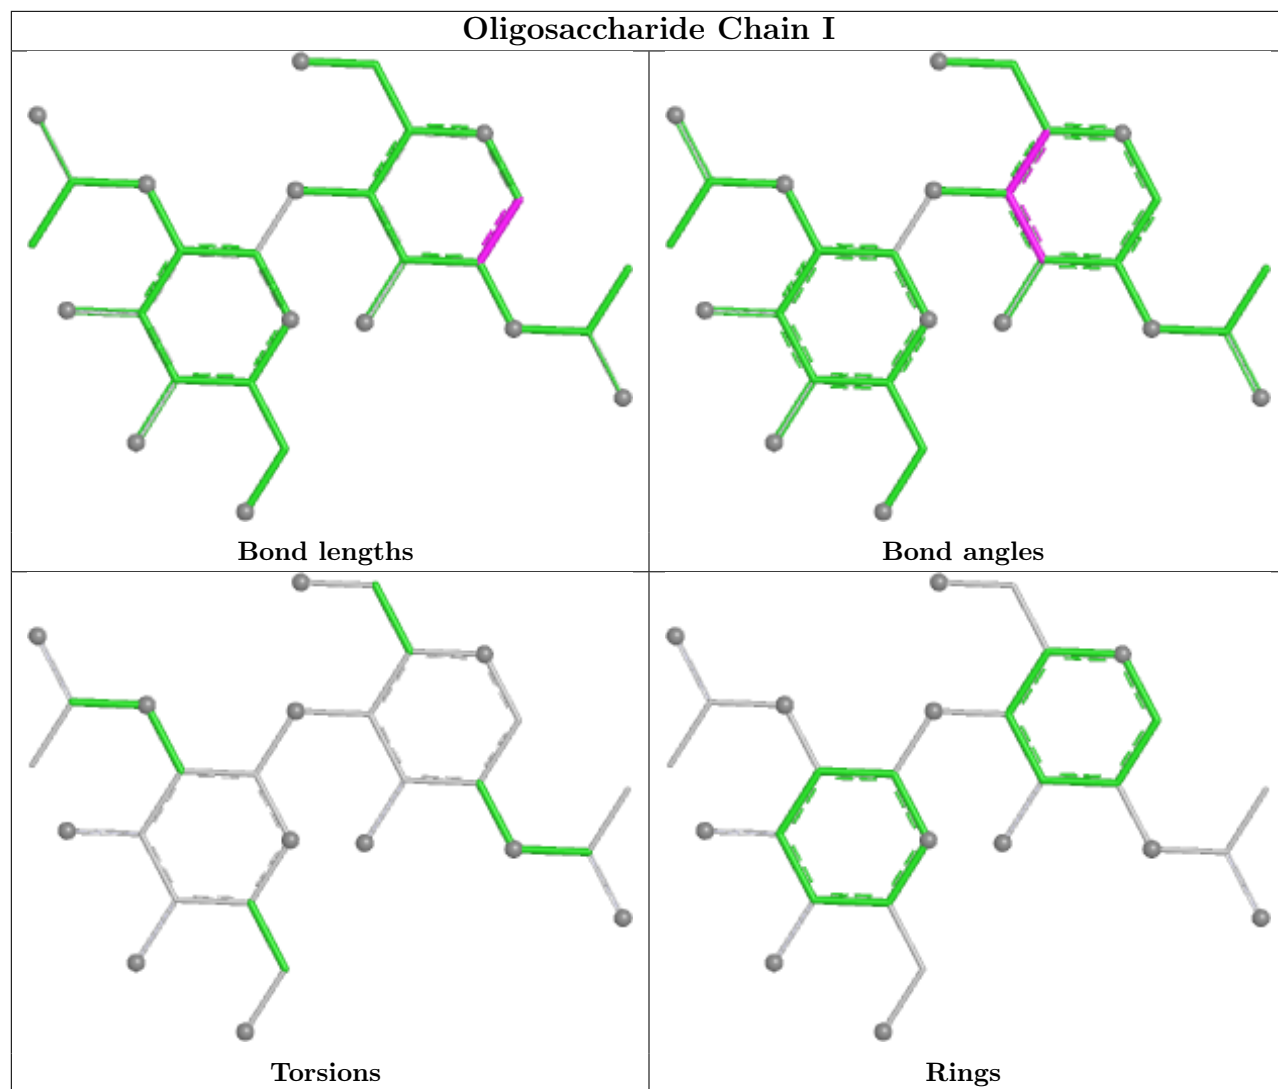 Oligosaccharide Chain I
Bond lengths
Bond angles
Torsions
Rings